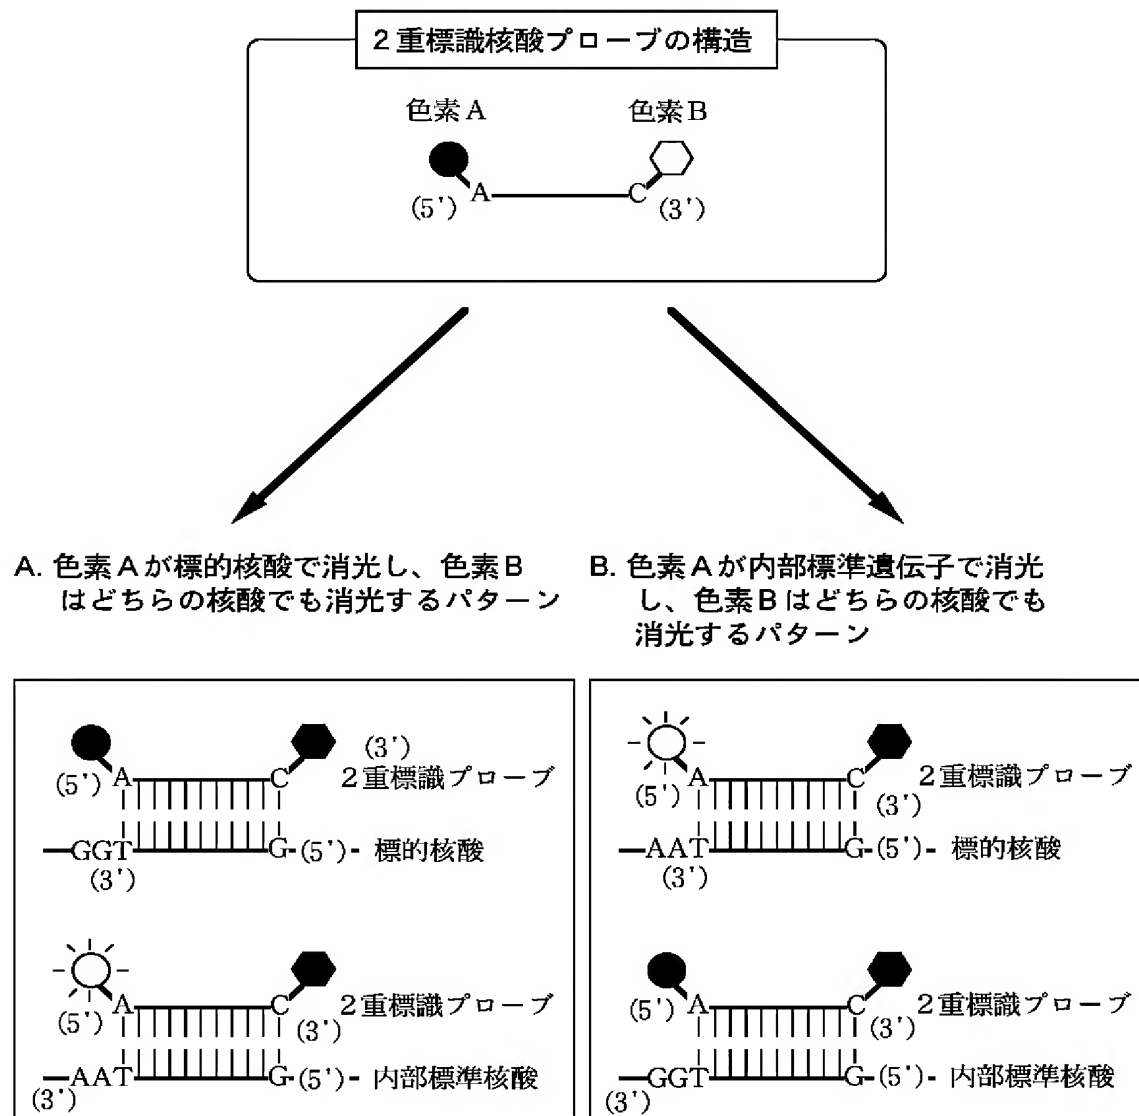 2重標識核酸プローブの構造
色素A 色素B
A C
(5') (3')
A. 色素Aが標的核酸で消光し、色素B
はどちらの核酸でも消光するパターン
(3')
(5') A C 2重標識プローブ
GGT G-(5')- 標的核酸
(3')
(5') A C (3') 2重標識プローブ
AAT G-(5')- 内部標準核酸
(3')
B. 色素Aが内部標準遺伝子で消光
し、色素Bはどちらの核酸でも
消光するパターン
(5') A C 2重標識プローブ
(3')
AAT G-(5')- 標的核酸
(3')
(5') A C 2重標識プローブ
(3')
GGT G-(5')- 内部標準核酸
(3')